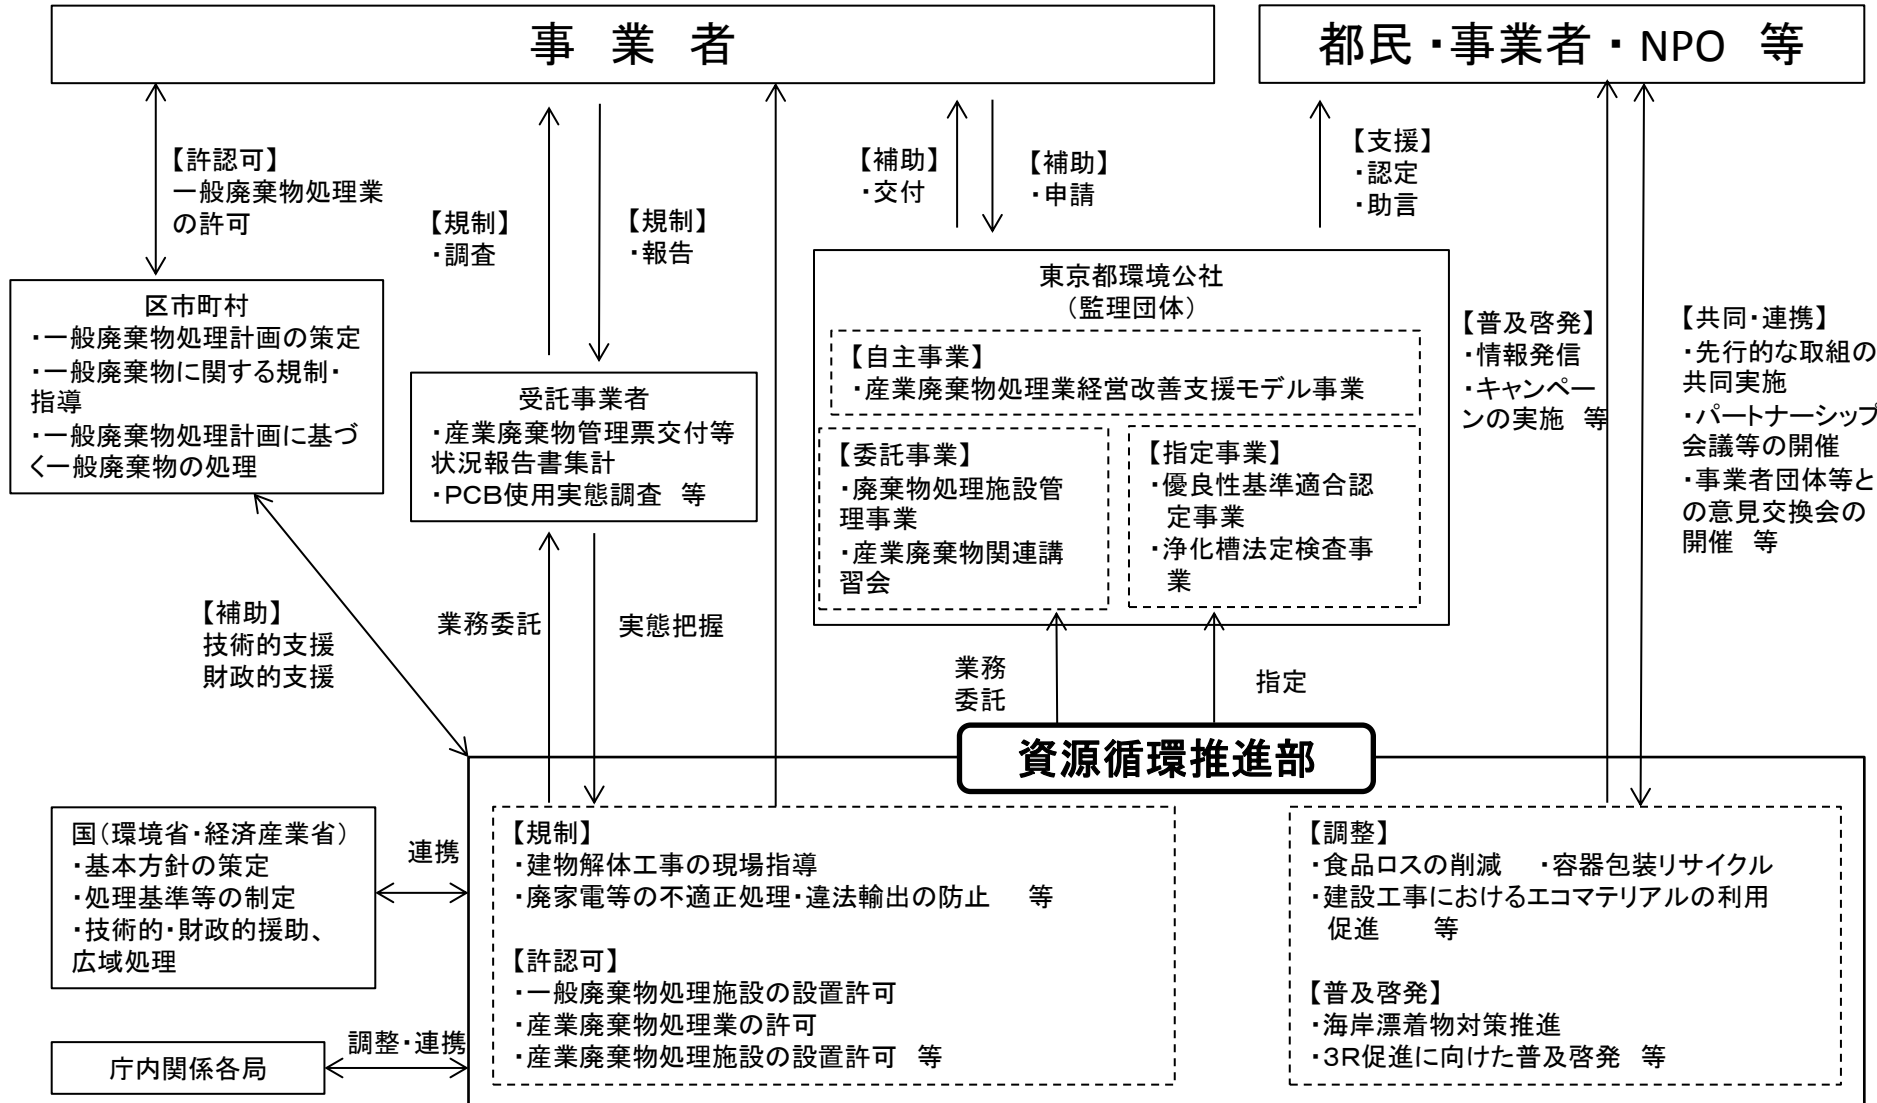 事 業 者
都民・事業者・NPO 等
【許認可】
一般廃棄物処理業
の許可
【規制】
・調査
【規制】
・報告
【補助】
・交付
【補助】
・申請
【支援】
・認定
・助言
区市町村
・一般廃棄物処理計画の策定
・一般廃棄物に関する規制・
指導
・一般廃棄物処理計画に基づ
く一般廃棄物の処理
受託事業者
・産業廃棄物管理票交付等
状況報告書集計
・PCB使用実態調査 等
東京都環境公社
（監理団体）
【自主事業】
・産業廃棄物処理業経営改善支援モデル事業
【委託事業】
・廃棄物処理施設管
理事業
・産業廃棄物関連講
習会
【指定事業】
・優良性基準適合認
定事業
・浄化槽法定検査事
業
【普及啓発】
・情報発信
・キャンペー
ンの実施 等
【共同・連携】
・先行的な取組の
共同実施
・パートナーシップ
会議等の開催
・事業者団体等と
の意見交換会の
開催 等
【補助】
技術的支援
財政的支援
業務委託
実態把握
業務
委託
指定
資源循環推進部
国（環境省・経済産業省）
・基本方針の策定
・処理基準等の制定
・技術的・財政的援助、
広域処理
連携
庁内関係各局
調整・連携
【規制】
・建物解体工事の現場指導
・廃家電等の不適正処理・違法輸出の防止 等
【許認可】
・一般廃棄物処理施設の設置許可
・産業廃棄物処理業の許可
・産業廃棄物処理施設の設置許可 等
【調整】
・食品ロスの削減 ・容器包装リサイクル
・建設工事におけるエコマテリアルの利用
促進 等
【普及啓発】
・海岸漂着物対策推進
・3R促進に向けた普及啓発 等